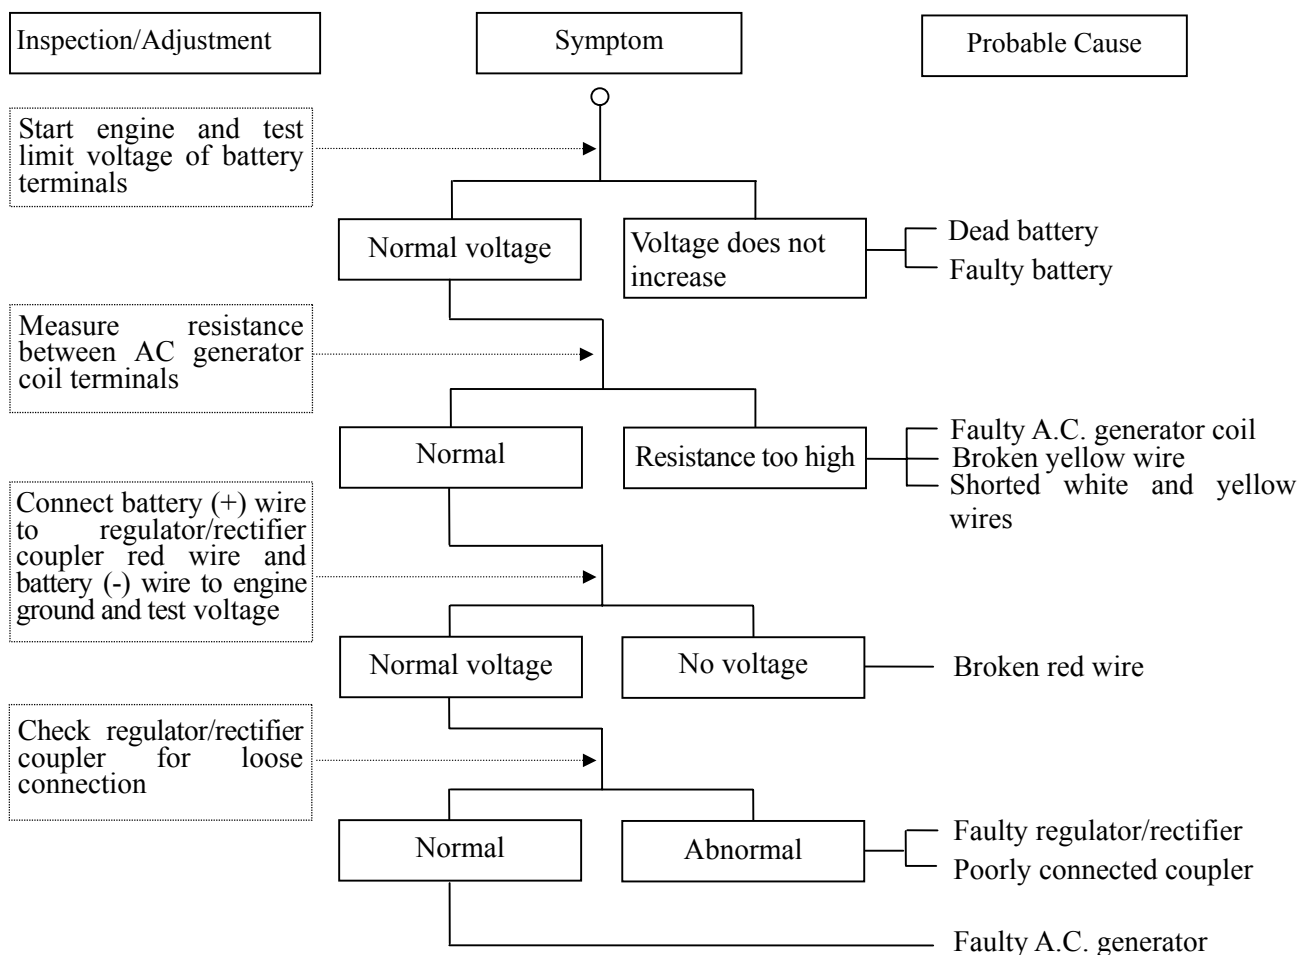 Inspection/Adjustment
Symptom
Probable Cause
Start engine and test
limit voltage of battery
terminals
Normal voltage
Voltage does not
increase
Dead battery
Faulty battery
Measure resistance
between AC generator
coil terminals
Normal
Resistance too high
Faulty A.C. generator coil
Broken yellow wire
Shorted white and yellow
wires
Connect battery (+) wire
to regulator/rectifier
coupler red wire and
battery (-) wire to engine
ground and test voltage
Normal voltage
No voltage
Broken red wire
Check regulator/rectifier
coupler for loose
connection
Normal
Abnormal
Faulty regulator/rectifier
Poorly connected coupler
Faulty A.C. generator